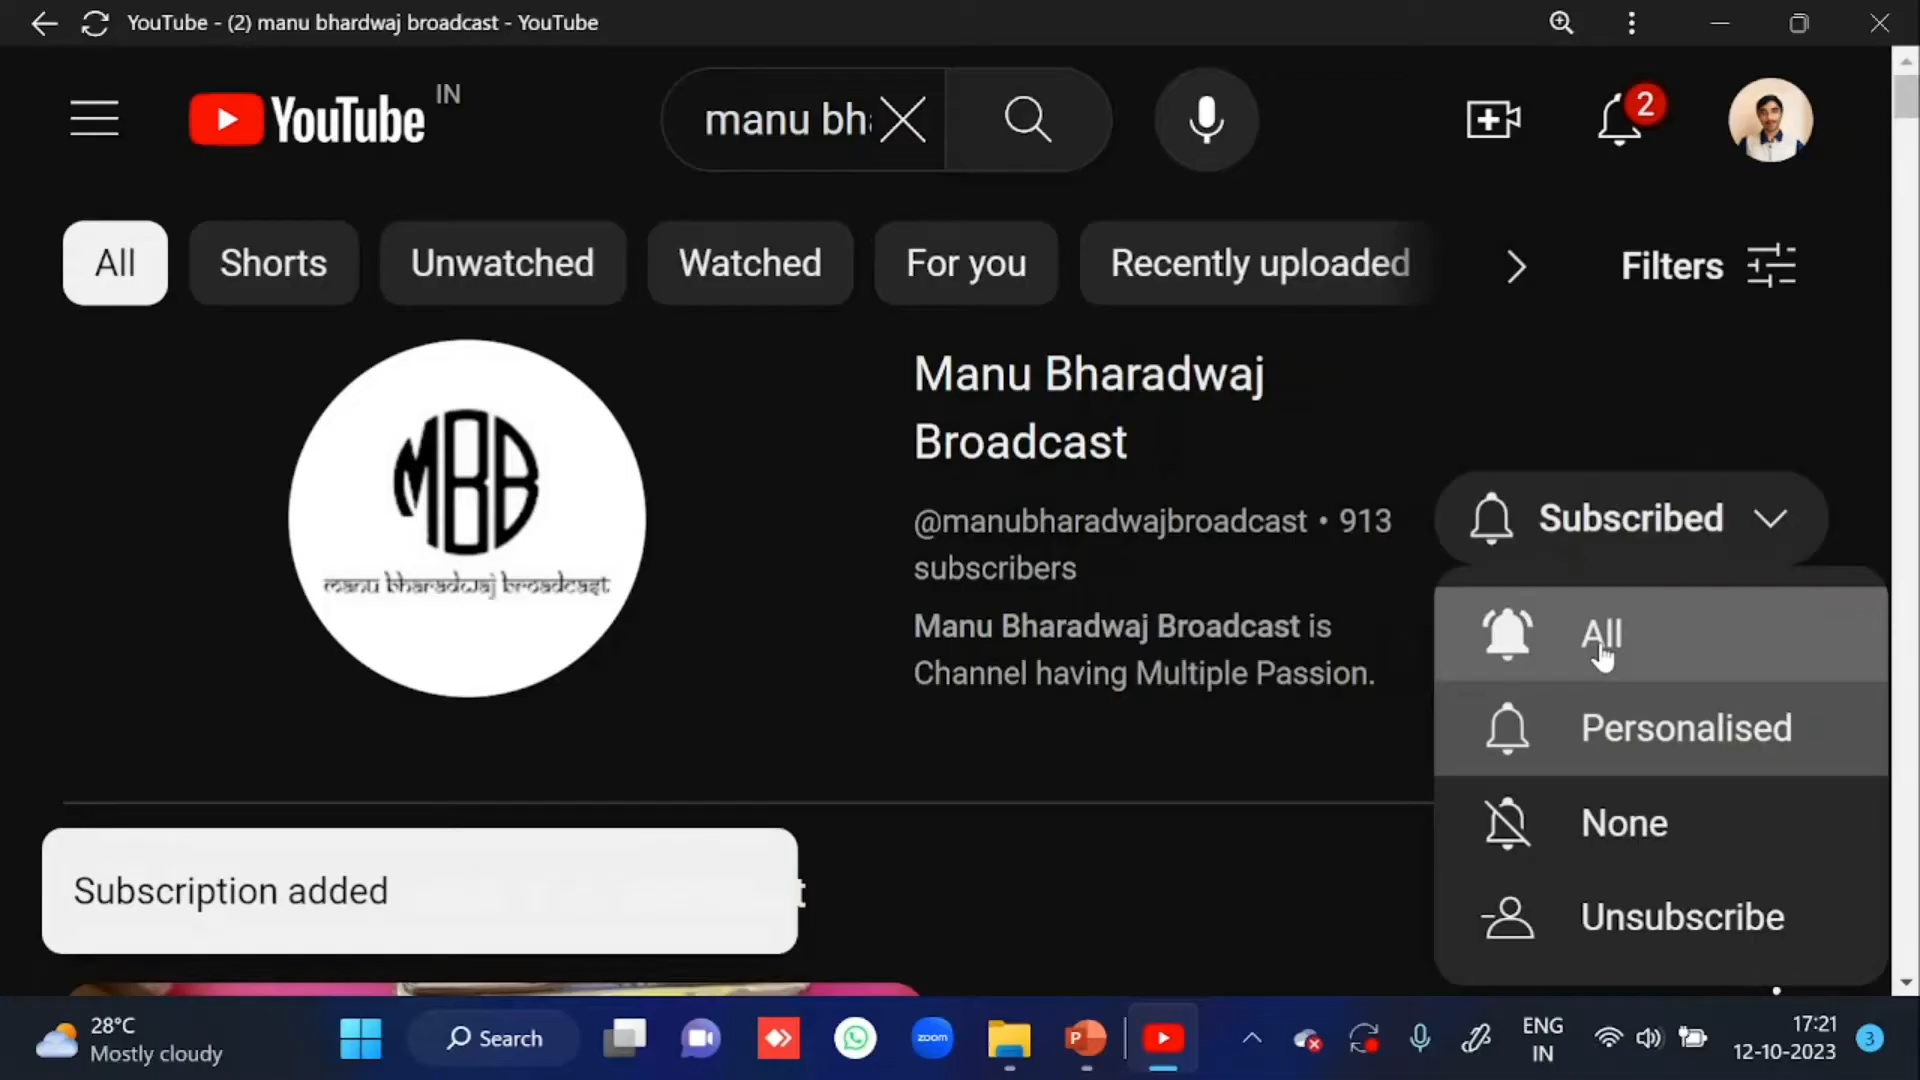 YouTube - (2) manu bhardwaj broadcast - YouTube
YouTube IN
manu bh
2
All
Shorts
Unwatched
Watched
For you
Recently uploaded
Filters
MBB
manu bharadwaj broadcast
Manu Bharadwaj
Broadcast
@manubharadwajbroadcast • 913
subscribers
Manu Bharadwaj Broadcast is
Channel having Multiple Passion.
Subscribed
All
Personalised
None
Unsubscribe
Subscription added
28°C
Mostly cloudy
Search
zoom
P
ENG
IN
17:21
12-10-2023
3